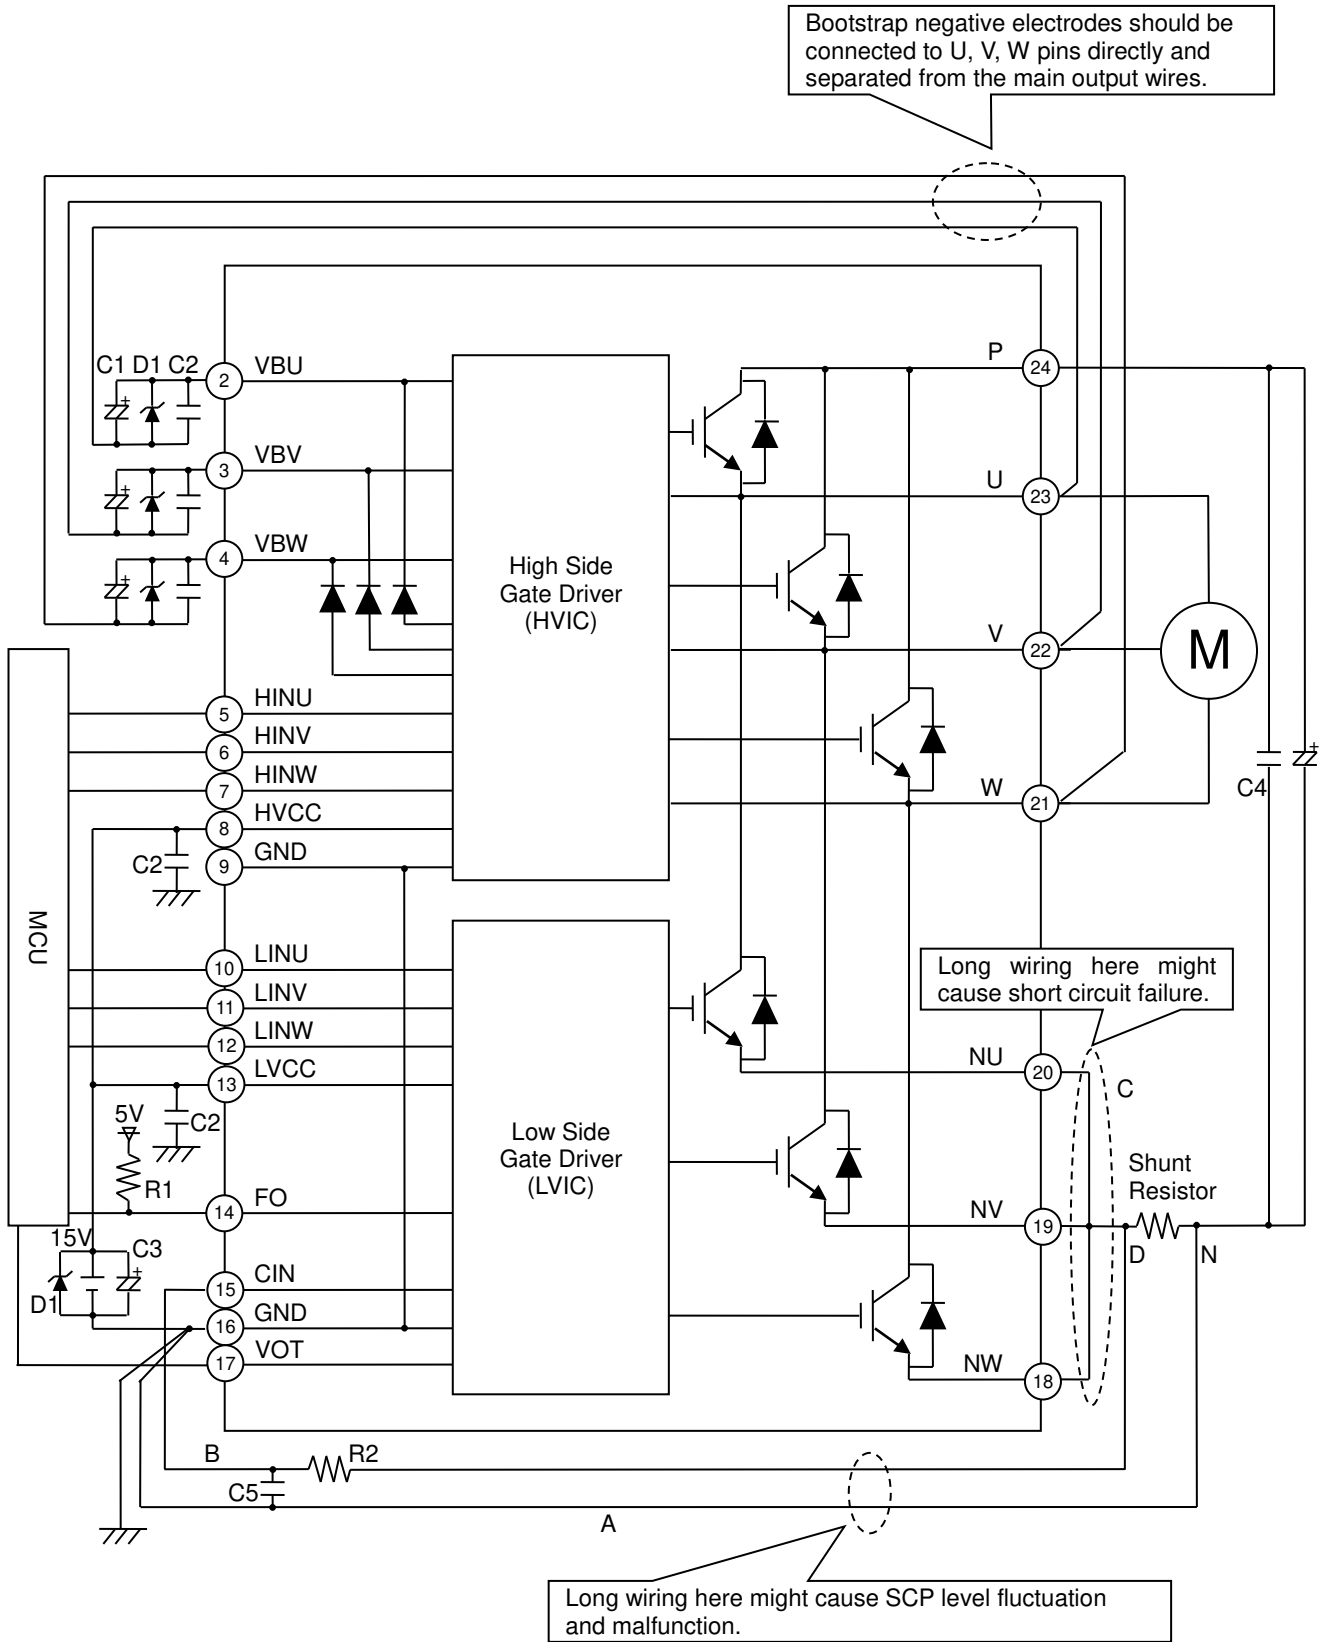 Bootstrap negative electrodes should be
connected to U, V, W pins directly and
separated from the main output wires.
C1 D1 C2
2
VBU
P
24
+
3
VBV
U
23
+
4
VBW
+
High Side
Gate Driver
(HVIC)
V
22
M
5
HINU
6
HINV
7
HINW
W
21
C4
+
8
HVCC
C2
9
GND
MCU
10
LINU
11
LINV
12
LINW
13
LVCC
5V
C2
R1
14
FO
Low Side
Gate Driver
(LVIC)
Long wiring here might
cause short circuit failure.
NU
20
C
Shunt
Resistor
NV
19
D
N
15V
C3
+
D1
15
CIN
16
GND
17
VOT
NW
18
B
R2
C5
A
Long wiring here might cause SCP level fluctuation
and malfunction.